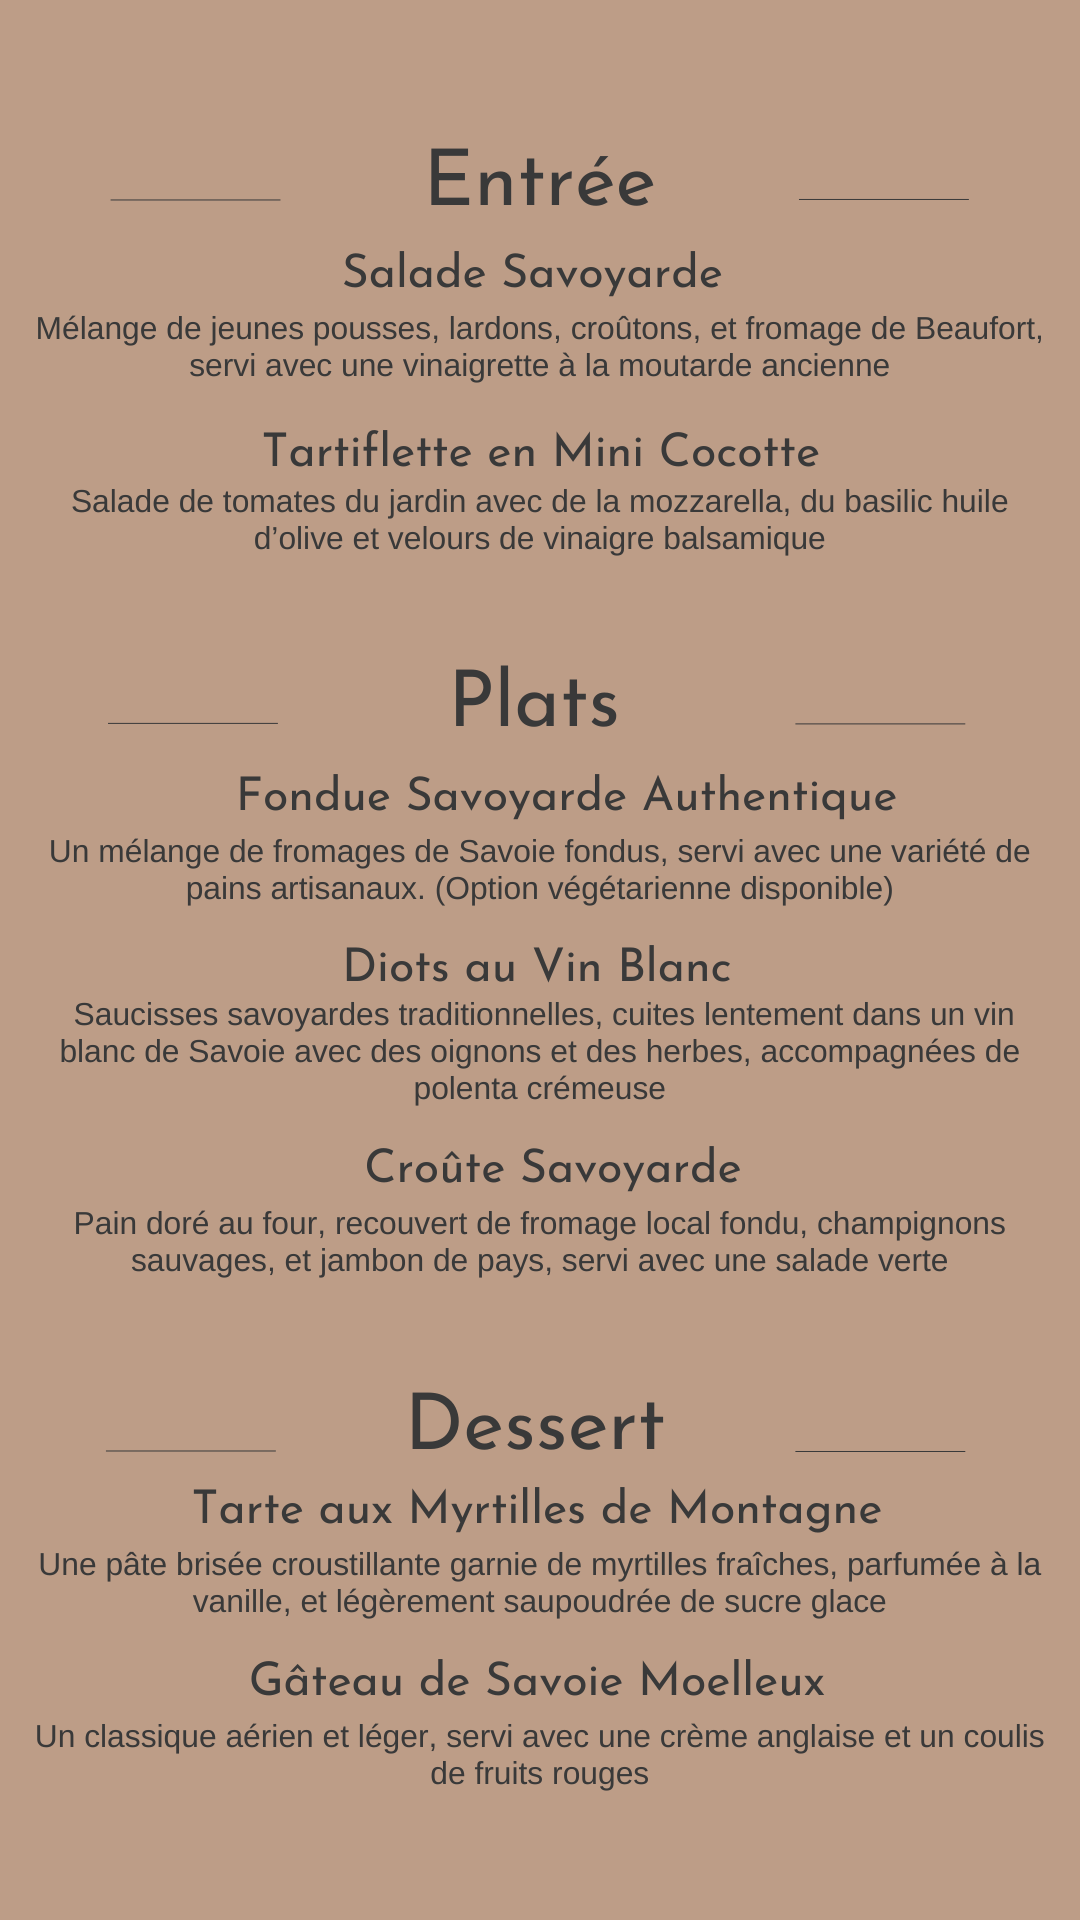 Entrée
Salade Savoyarde
Mélange de jeunes pousses, lardons, croûtons, et fromage de Beaufort,
servi avec une vinaigrette à la moutarde ancienne
Tartiflette en Mini Cocotte
Salade de tomates du jardin avec de la mozzarella, du basilic huile
d’olive et velours de vinaigre balsamique
Plats
Fondue Savoyarde Authentique
Un mélange de fromages de Savoie fondus, servi avec une variété de
pains artisanaux. (Option végétarienne disponible)
Diots au Vin Blanc
Saucisses savoyardes traditionnelles, cuites lentement dans un vin
blanc de Savoie avec des oignons et des herbes, accompagnées de
polenta crémeuse
Croûte Savoyarde
Pain doré au four, recouvert de fromage local fondu, champignons
sauvages, et jambon de pays, servi avec une salade verte
Dessert
Tarte aux Myrtilles de Montagne
Une pâte brisée croustillante garnie de myrtilles fraîches, parfumée à la
vanille, et légèrement saupoudrée de sucre glace
Gâteau de Savoie Moelleux
Un classique aérien et léger, servi avec une crème anglaise et un coulis
de fruits rouges